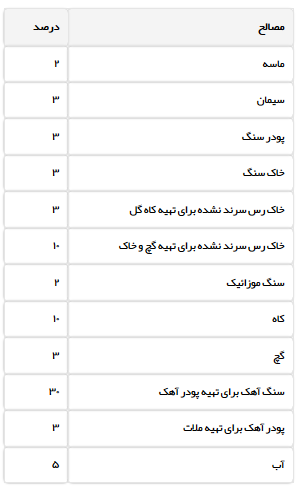 مصالح درصد
ماسه ۲
سیمان ۳
پودر سنگ ۳
خاک سنگ ۳
خاک رس سرند نشده برای تهیه کاه گل ۳
خاک رس سرند نشده برای تهیه گچ و خاک ۱۰
سنگ موزائیک ۲
کاه ۱۰
گچ ۳
سنگ آهک برای تهیه پودر آهک ۳۰
پودر آهک برای تهیه ملات ۳
آب ۵